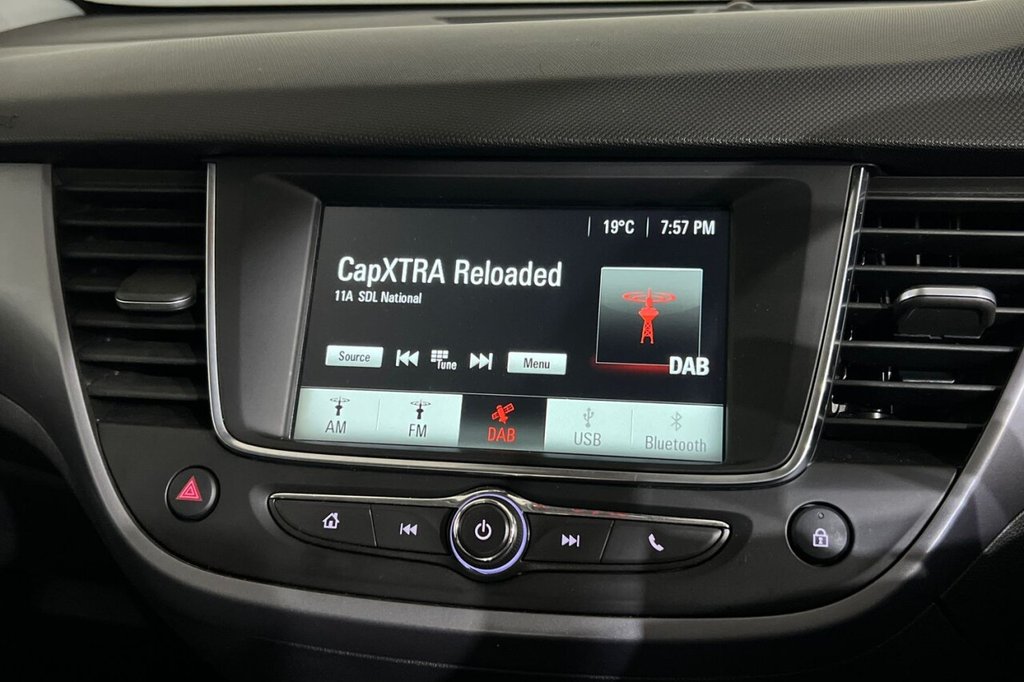 19°C 7:57 PM
CapXTRA Reloaded
11A SDL National
DAB
Source Tune Menu
AM FM DAB USB Bluetooth